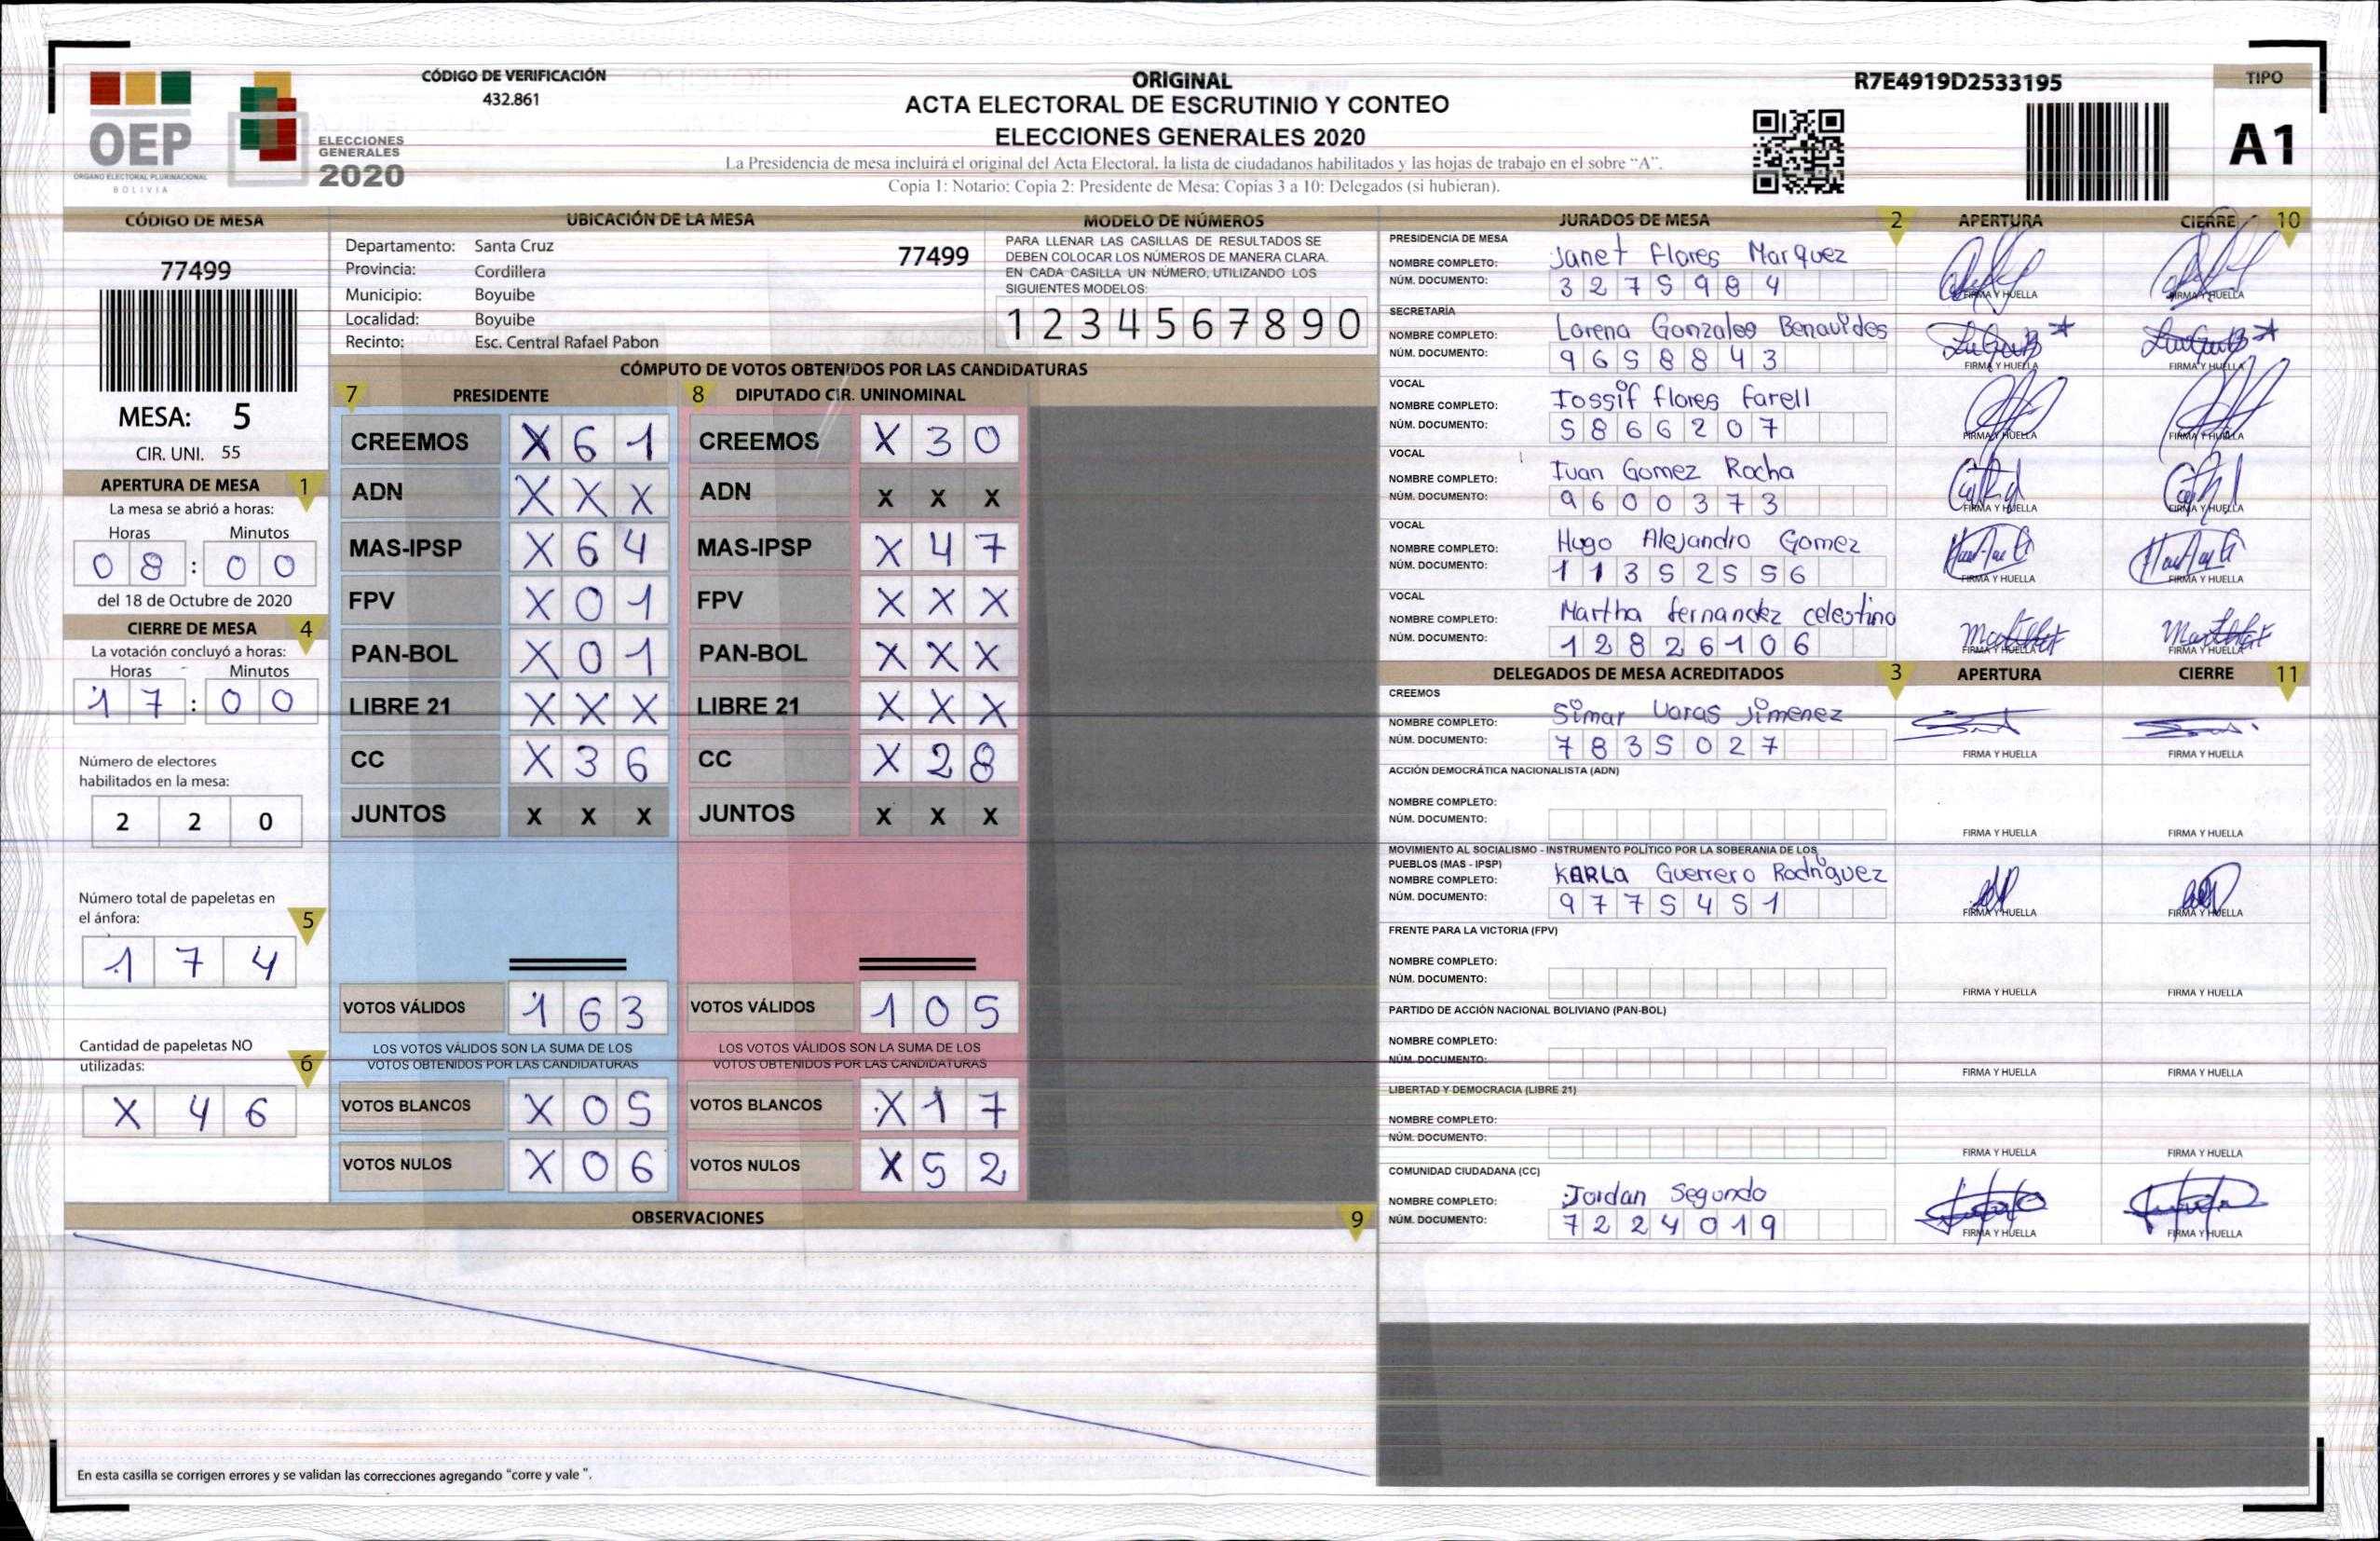 CÓDIGO DE VERIFICACIÓN
432.861
ORIGINAL
ACTA ELECTORAL DE ESCRUTINIO Y CONTEO
ELECCIONES GENERALES 2020
La Presidencia de mesa incluirá el original del Acta Electoral, la lista de ciudadanos habilitados y las hojas de trabajo en el sobre "A".
Copia 1: Notario; Copia 2: Presidente de Mesa; Copias 3 a 10: Delegados (si hubieran).
R7E4919D2533195
TIPO
A1
OEP
ÓRGANO ELECTORAL PLURINACIONAL
BOLIVIA
ELECCIONES
GENERALES
2020
CÓDIGO DE MESA
77499
MESA: 5
CIR. UNI. 55
APERTURA DE MESA 1
La mesa se abrió a horas:
Horas Minutos
0 8 : 0 0
del 18 de Octubre de 2020
CIERRE DE MESA 4
La votación concluyó a horas:
Horas Minutos
1 7 : 0 0
Número de electores
habilitados en la mesa:
2 2 0
Número total de papeletas en
el ánfora: 5
1 7 4
Cantidad de papeletas NO
utilizadas: 6
X 4 6
UBICACIÓN DE LA MESA
Departamento: Santa Cruz
77499
Provincia: Cordillera
Municipio: Boyuibe
Localidad: Boyuibe
Recinto: Esc. Central Rafael Pabon
MODELO DE NÚMEROS
PARA LLENAR LAS CASILLAS DE RESULTADOS SE
DEBEN COLOCAR LOS NÚMEROS DE MANERA CLARA.
EN CADA CASILLA UN NÚMERO, UTILIZANDO LOS
SIGUIENTES MODELOS:
1 2 3 4 5 6 7 8 9 0
CÓMPUTO DE VOTOS OBTENIDOS POR LAS CANDIDATURAS
7 PRESIDENTE
CREEMOS X 6 1
ADN X X X
MAS-IPSP X 6 4
FPV X 0 1
PAN-BOL X 0 1
LIBRE 21 X X X
CC X 3 6
JUNTOS X X X
VOTOS VÁLIDOS 1 6 3
LOS VOTOS VÁLIDOS SON LA SUMA DE LOS
VOTOS OBTENIDOS POR LAS CANDIDATURAS
VOTOS BLANCOS X 0 5
VOTOS NULOS X 0 6
8 DIPUTADO CIR. UNINOMINAL
CREEMOS X 3 0
ADN X X X
MAS-IPSP X 4 7
FPV X X X
PAN-BOL X X X
LIBRE 21 X X X
CC X 2 8
JUNTOS X X X
VOTOS VÁLIDOS 1 0 5
LOS VOTOS VÁLIDOS SON LA SUMA DE LOS
VOTOS OBTENIDOS POR LAS CANDIDATURAS
VOTOS BLANCOS X 1 7
VOTOS NULOS X 5 2
OBSERVACIONES 9
En esta casilla se corrigen errores y se validan las correcciones agregando "corre y vale ".
JURADOS DE MESA 2 APERTURA CIERRE 10
PRESIDENCIA DE MESA
NOMBRE COMPLETO: Janet Flores Marquez
NÚM. DOCUMENTO: 3 2 7 5 9 8 4
FIRMA Y HUELLA FIRMA Y HUELLA
SECRETARÍA
NOMBRE COMPLETO: Lorena Gonzales Benavides
NÚM. DOCUMENTO: 9 6 5 8 8 4 3
FIRMA Y HUELLA FIRMA Y HUELLA
VOCAL
NOMBRE COMPLETO: Iossif flores farell
NÚM. DOCUMENTO: 5 8 6 6 2 0 7
FIRMA Y HUELLA FIRMA Y HUELLA
VOCAL
NOMBRE COMPLETO: Ivan Gomez Rocha
NÚM. DOCUMENTO: 9 6 0 0 3 7 3
FIRMA Y HUELLA FIRMA Y HUELLA
VOCAL
NOMBRE COMPLETO: Hugo Alejandro Gomez
NÚM. DOCUMENTO: 1 1 3 5 2 5 5 6
FIRMA Y HUELLA FIRMA Y HUELLA
VOCAL
NOMBRE COMPLETO: Martha fernandez celestino
NÚM. DOCUMENTO: 1 2 8 2 6 1 0 6
FIRMA Y HUELLA FIRMA Y HUELLA
DELEGADOS DE MESA ACREDITADOS 3 APERTURA CIERRE 11
CREEMOS
NOMBRE COMPLETO: Simar Varas Jimenez
NÚM. DOCUMENTO: 7 8 3 5 0 2 7
FIRMA Y HUELLA FIRMA Y HUELLA
ACCIÓN DEMOCRÁTICA NACIONALISTA (ADN)
NOMBRE COMPLETO:
NÚM. DOCUMENTO:
FIRMA Y HUELLA FIRMA Y HUELLA
MOVIMIENTO AL SOCIALISMO - INSTRUMENTO POLÍTICO POR LA SOBERANIA DE LOS
PUEBLOS (MAS - IPSP)
NOMBRE COMPLETO: KARLA Guerrero Rodriguez
NÚM. DOCUMENTO: 9 7 7 5 4 5 1
FIRMA Y HUELLA FIRMA Y HUELLA
FRENTE PARA LA VICTORIA (FPV)
NOMBRE COMPLETO:
NÚM. DOCUMENTO:
FIRMA Y HUELLA FIRMA Y HUELLA
PARTIDO DE ACCIÓN NACIONAL BOLIVIANO (PAN-BOL)
NOMBRE COMPLETO:
NÚM. DOCUMENTO:
FIRMA Y HUELLA FIRMA Y HUELLA
LIBERTAD Y DEMOCRACIA (LIBRE 21)
NOMBRE COMPLETO:
NÚM. DOCUMENTO:
FIRMA Y HUELLA FIRMA Y HUELLA
COMUNIDAD CIUDADANA (CC)
NOMBRE COMPLETO: Jordan Segundo
NÚM. DOCUMENTO: 7 2 2 4 0 1 9
FIRMA Y HUELLA FIRMA Y HUELLA